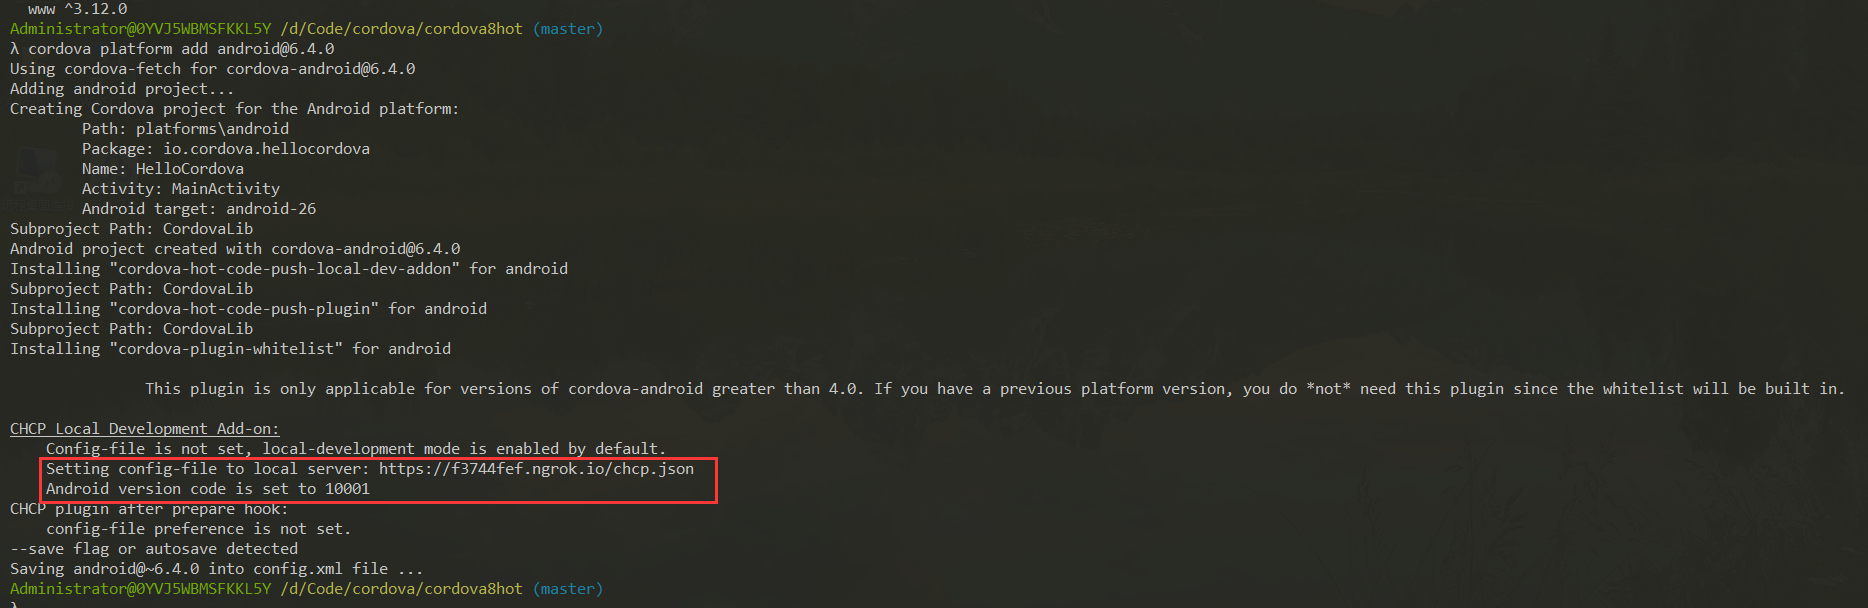 www ^3.12.0
Administrator@0YVJ5WBMSFKKL5Y /d/Code/cordova/cordova8hot (master)
λ cordova platform add android@6.4.0
Using cordova-fetch for cordova-android@6.4.0
Adding android project...
Creating Cordova project for the Android platform:
Path: platforms\android
Package: io.cordova.hellocordova
Name: HelloCordova
Activity: MainActivity
Android target: android-26
Subproject Path: CordovaLib
Android project created with cordova-android@6.4.0
Installing "cordova-hot-code-push-local-dev-addon" for android
Subproject Path: CordovaLib
Installing "cordova-hot-code-push-plugin" for android
Subproject Path: CordovaLib
Installing "cordova-plugin-whitelist" for android
This plugin is only applicable for versions of cordova-android greater than 4.0. If you have a previous platform version, you do *not* need this plugin since the whitelist will be built in.
CHCP Local Development Add-on:
Config-file is not set, local-development mode is enabled by default.
Setting config-file to local server: https://f3744fef.ngrok.io/chcp.json
Android version code is set to 10001
CHCP plugin after prepare hook:
config-file preference is not set.
--save flag or autosave detected
Saving android@~6.4.0 into config.xml file ...
Administrator@0YVJ5WBMSFKKL5Y /d/Code/cordova/cordova8hot (master)
λ